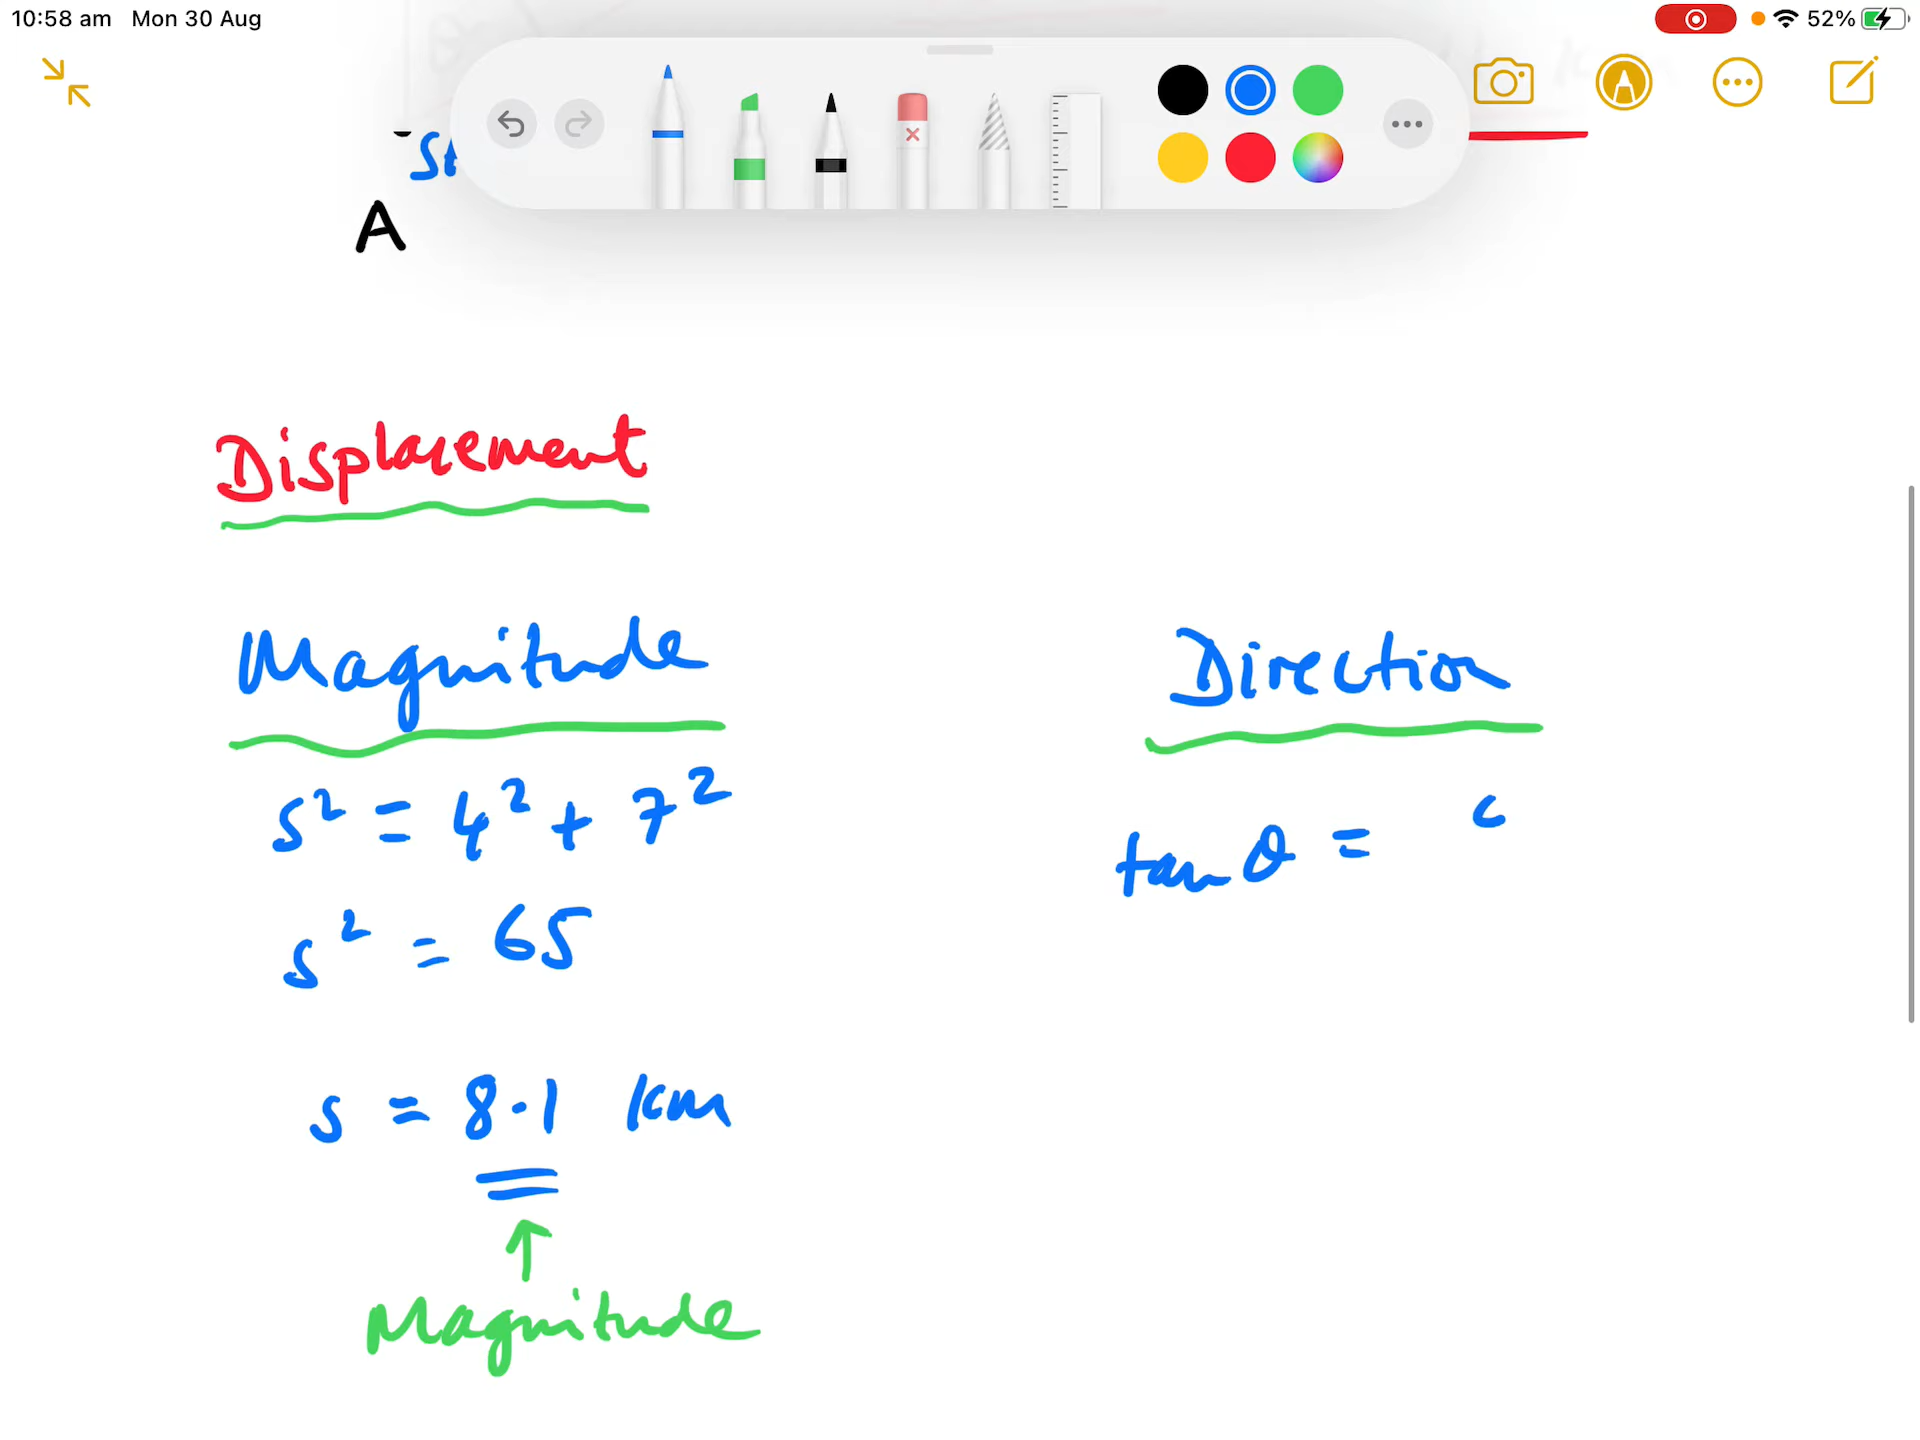 10:58 am Mon 30 Aug 52%
A
Displacement
Magnitude
Direction
s² = 4² + 7²
tan θ =
s² = 65
s = 8.1 km
Magnitude